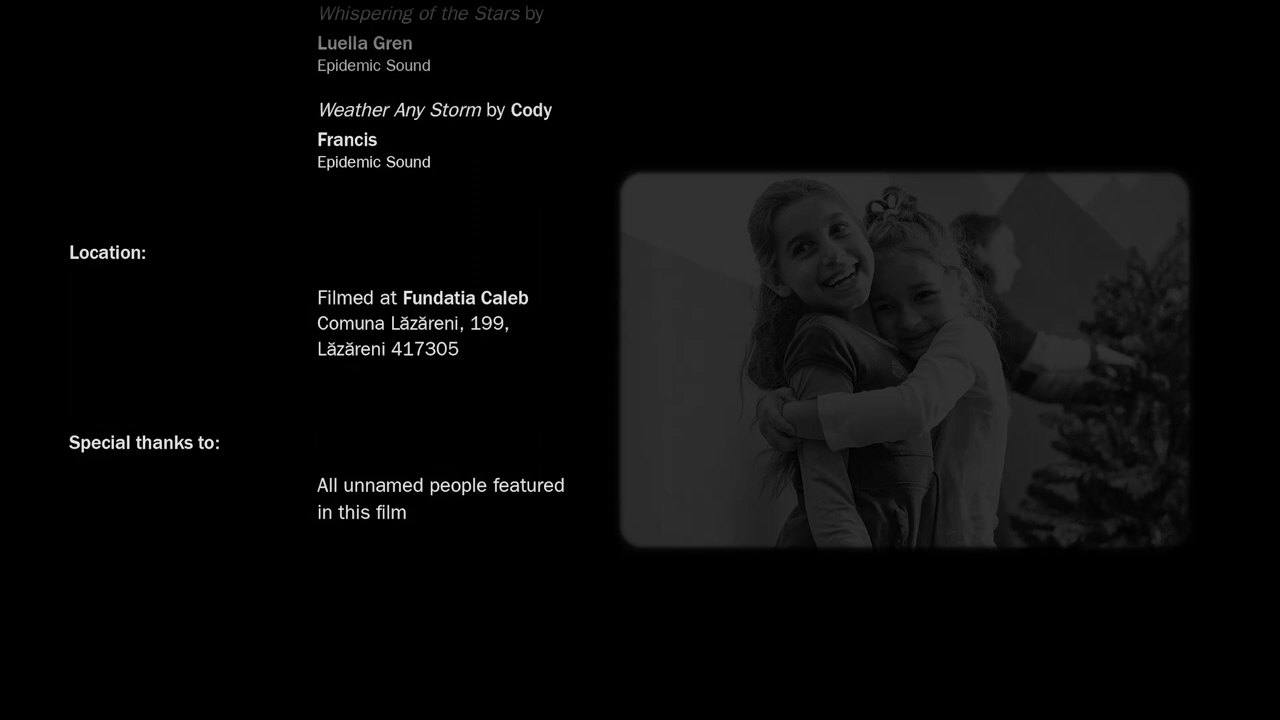 Whispering of the Stars by
Luella Gren
Epidemic Sound
Weather Any Storm by Cody
Francis
Epidemic Sound
Location:
Filmed at Fundatia Caleb
Comuna Lăzăreni, 199,
Lăzăreni 417305
Special thanks to:
All unnamed people featured
in this film